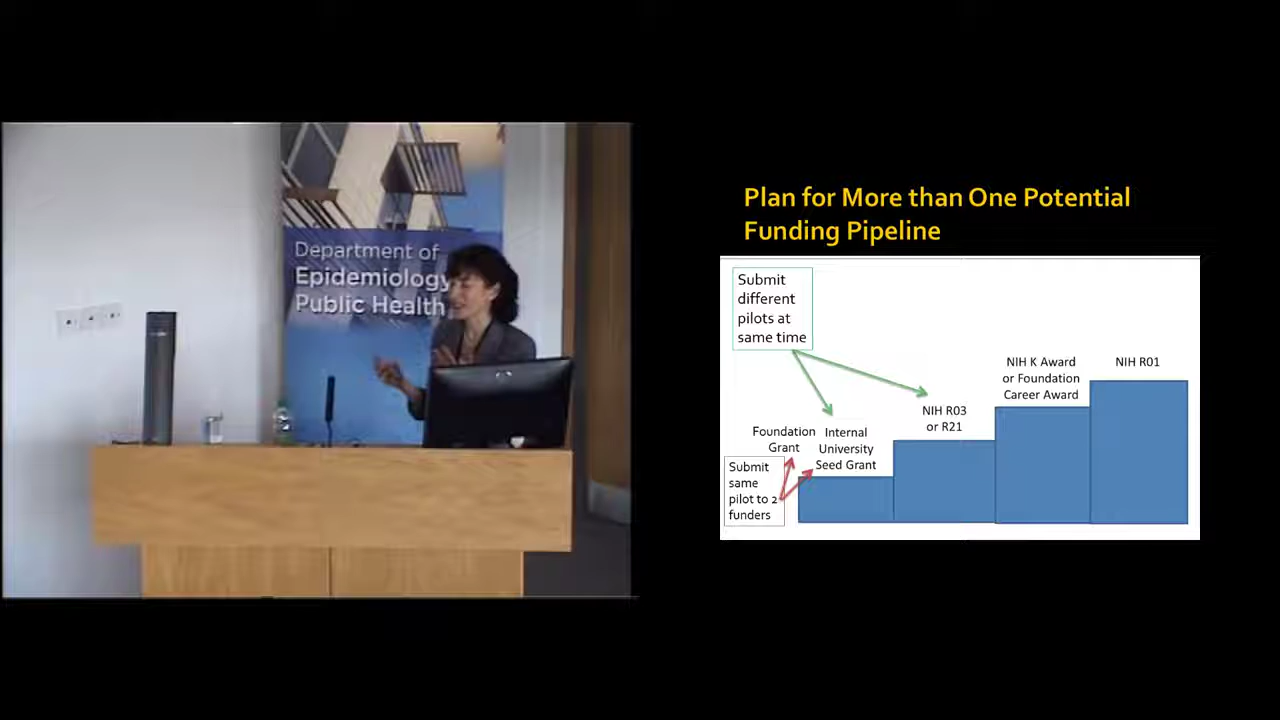 Department of
Epidemiology
Public Health
Plan for More than One Potential
Funding Pipeline
Submit
different
pilots at
same time
NIH K Award
or Foundation
Career Award
NIH R01
NIH R03
or R21
Foundation
Grant
Internal
University
Seed Grant
Submit
same
pilot to 2
funders